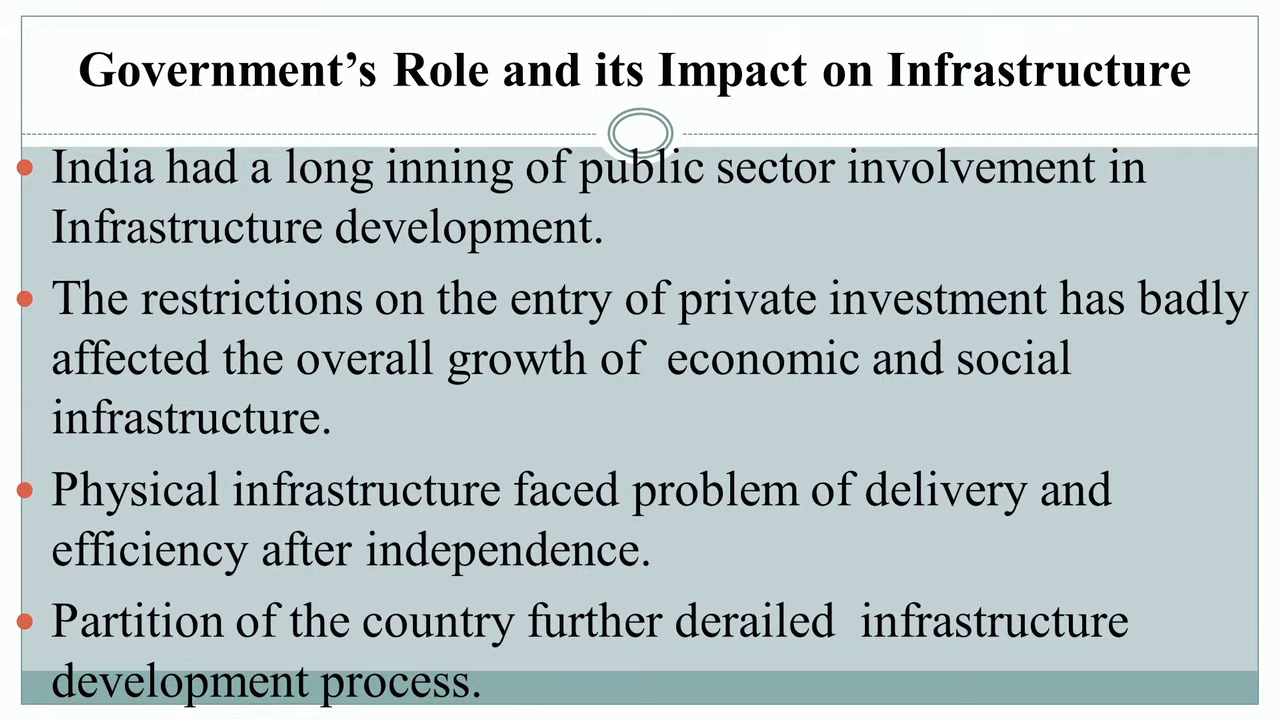 Government’s Role and its Impact on Infrastructure
• India had a long inning of public sector involvement in
Infrastructure development.
• The restrictions on the entry of private investment has badly
affected the overall growth of  economic and social
infrastructure.
• Physical infrastructure faced problem of delivery and
efficiency after independence.
• Partition of the country further derailed  infrastructure
development process.